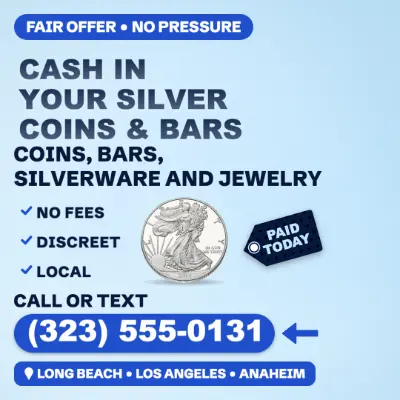 FAIR OFFER • NO PRESSURE
CASH IN
YOUR SILVER
COINS & BARS
COINS, BARS,
SILVERWARE AND JEWELRY
NO FEES
DISCREET
LOCAL
PAID
TODAY
CALL OR TEXT
(323) 555-0131
LONG BEACH • LOS ANGELES • ANAHEIM